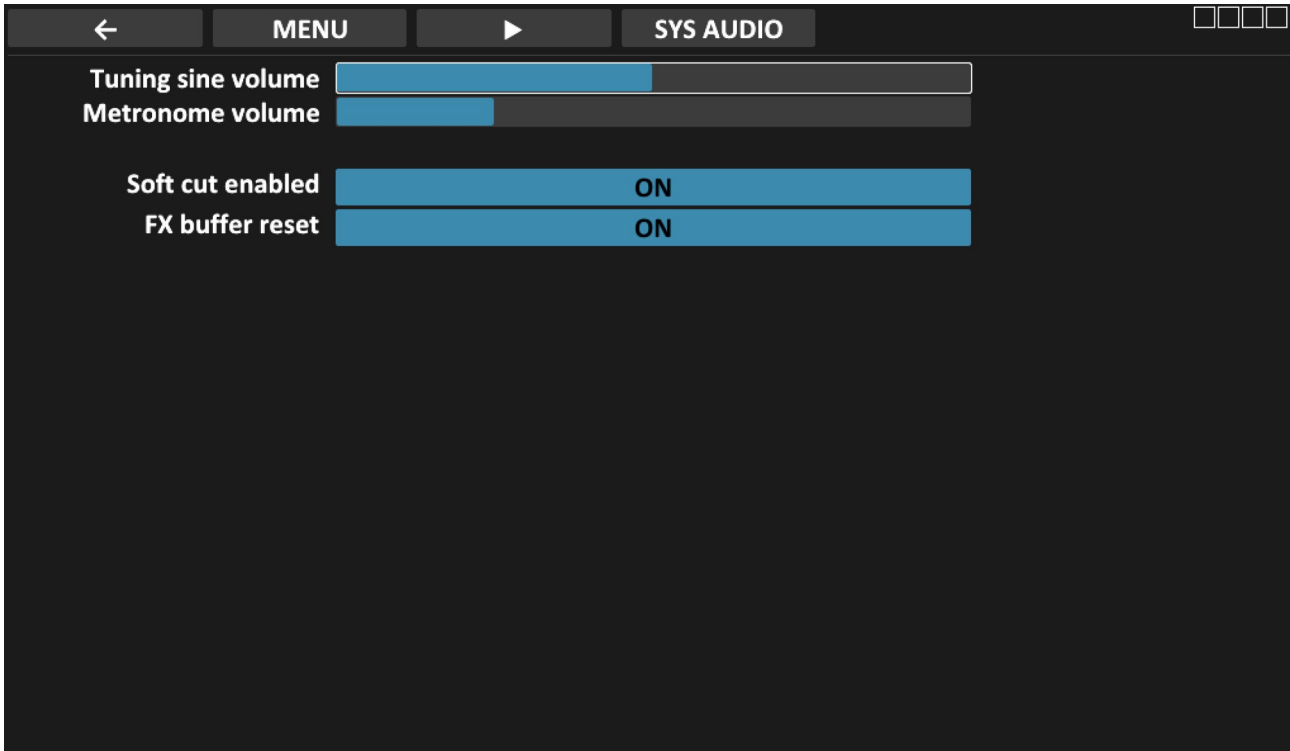 ← MENU ▶ SYS AUDIO
Tuning sine volume
Metronome volume
Soft cut enabled ON
FX buffer reset ON